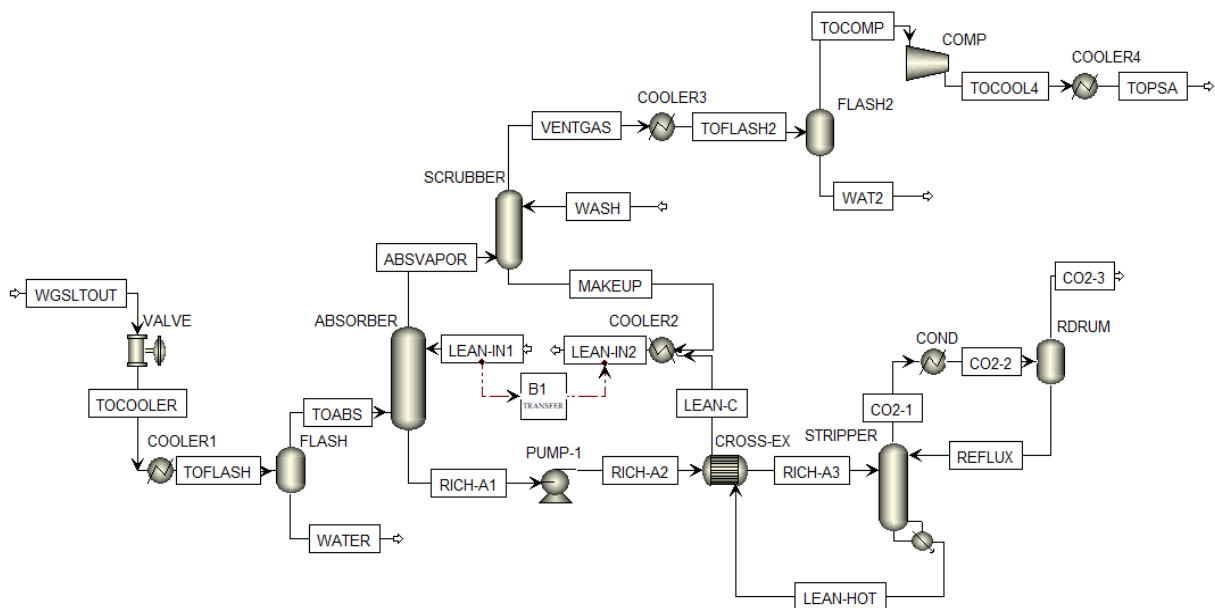 TOCOMP
COMP
COOLER4
TOCOOL4
TOPSA
COOLER3
VENTGAS
TOFLASH2
FLASH2
SCRUBBER
WASH
WAT2
ABSVAPOR
MAKEUP
CO2-3
WGSLTOUT
VALVE
ABSORBER
COOLER2
RDRUM
LEAN-IN1
LEAN-IN2
COND
CO2-2
B1
TRANSFER
TOCOOLER
TOABS
LEAN-C
CO2-1
FLASH
STRIPPER
COOLER1
PUMP-1
CROSS-EX
REFLUX
TOFLASH
RICH-A1
RICH-A2
RICH-A3
WATER
LEAN-HOT